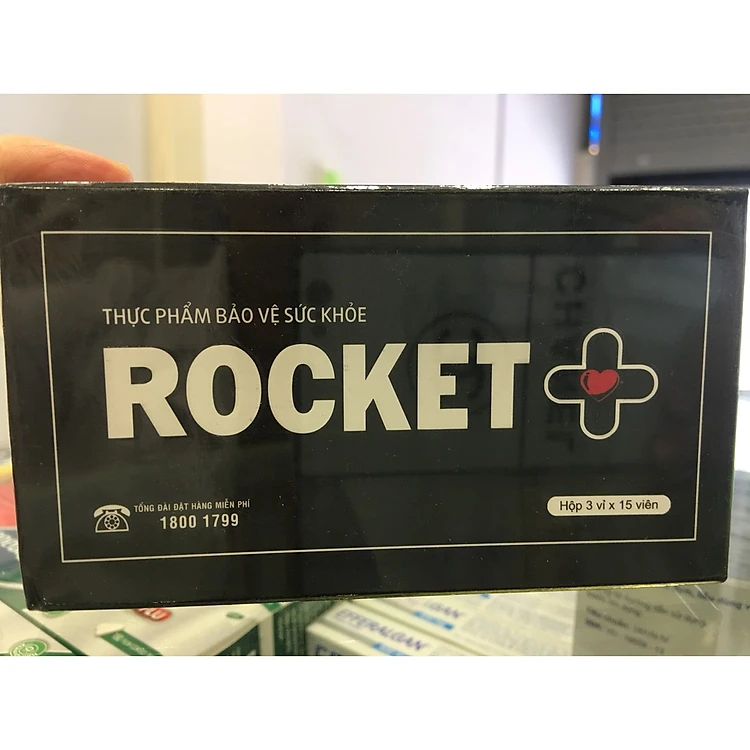 THỰC PHẨM BẢO VỆ SỨC KHỎE
ROCKET
TỔNG ĐÀI ĐẶT HÀNG MIỄN PHÍ
1800 1799
Hộp 3 vỉ x 15 viên
EFFERALGAN